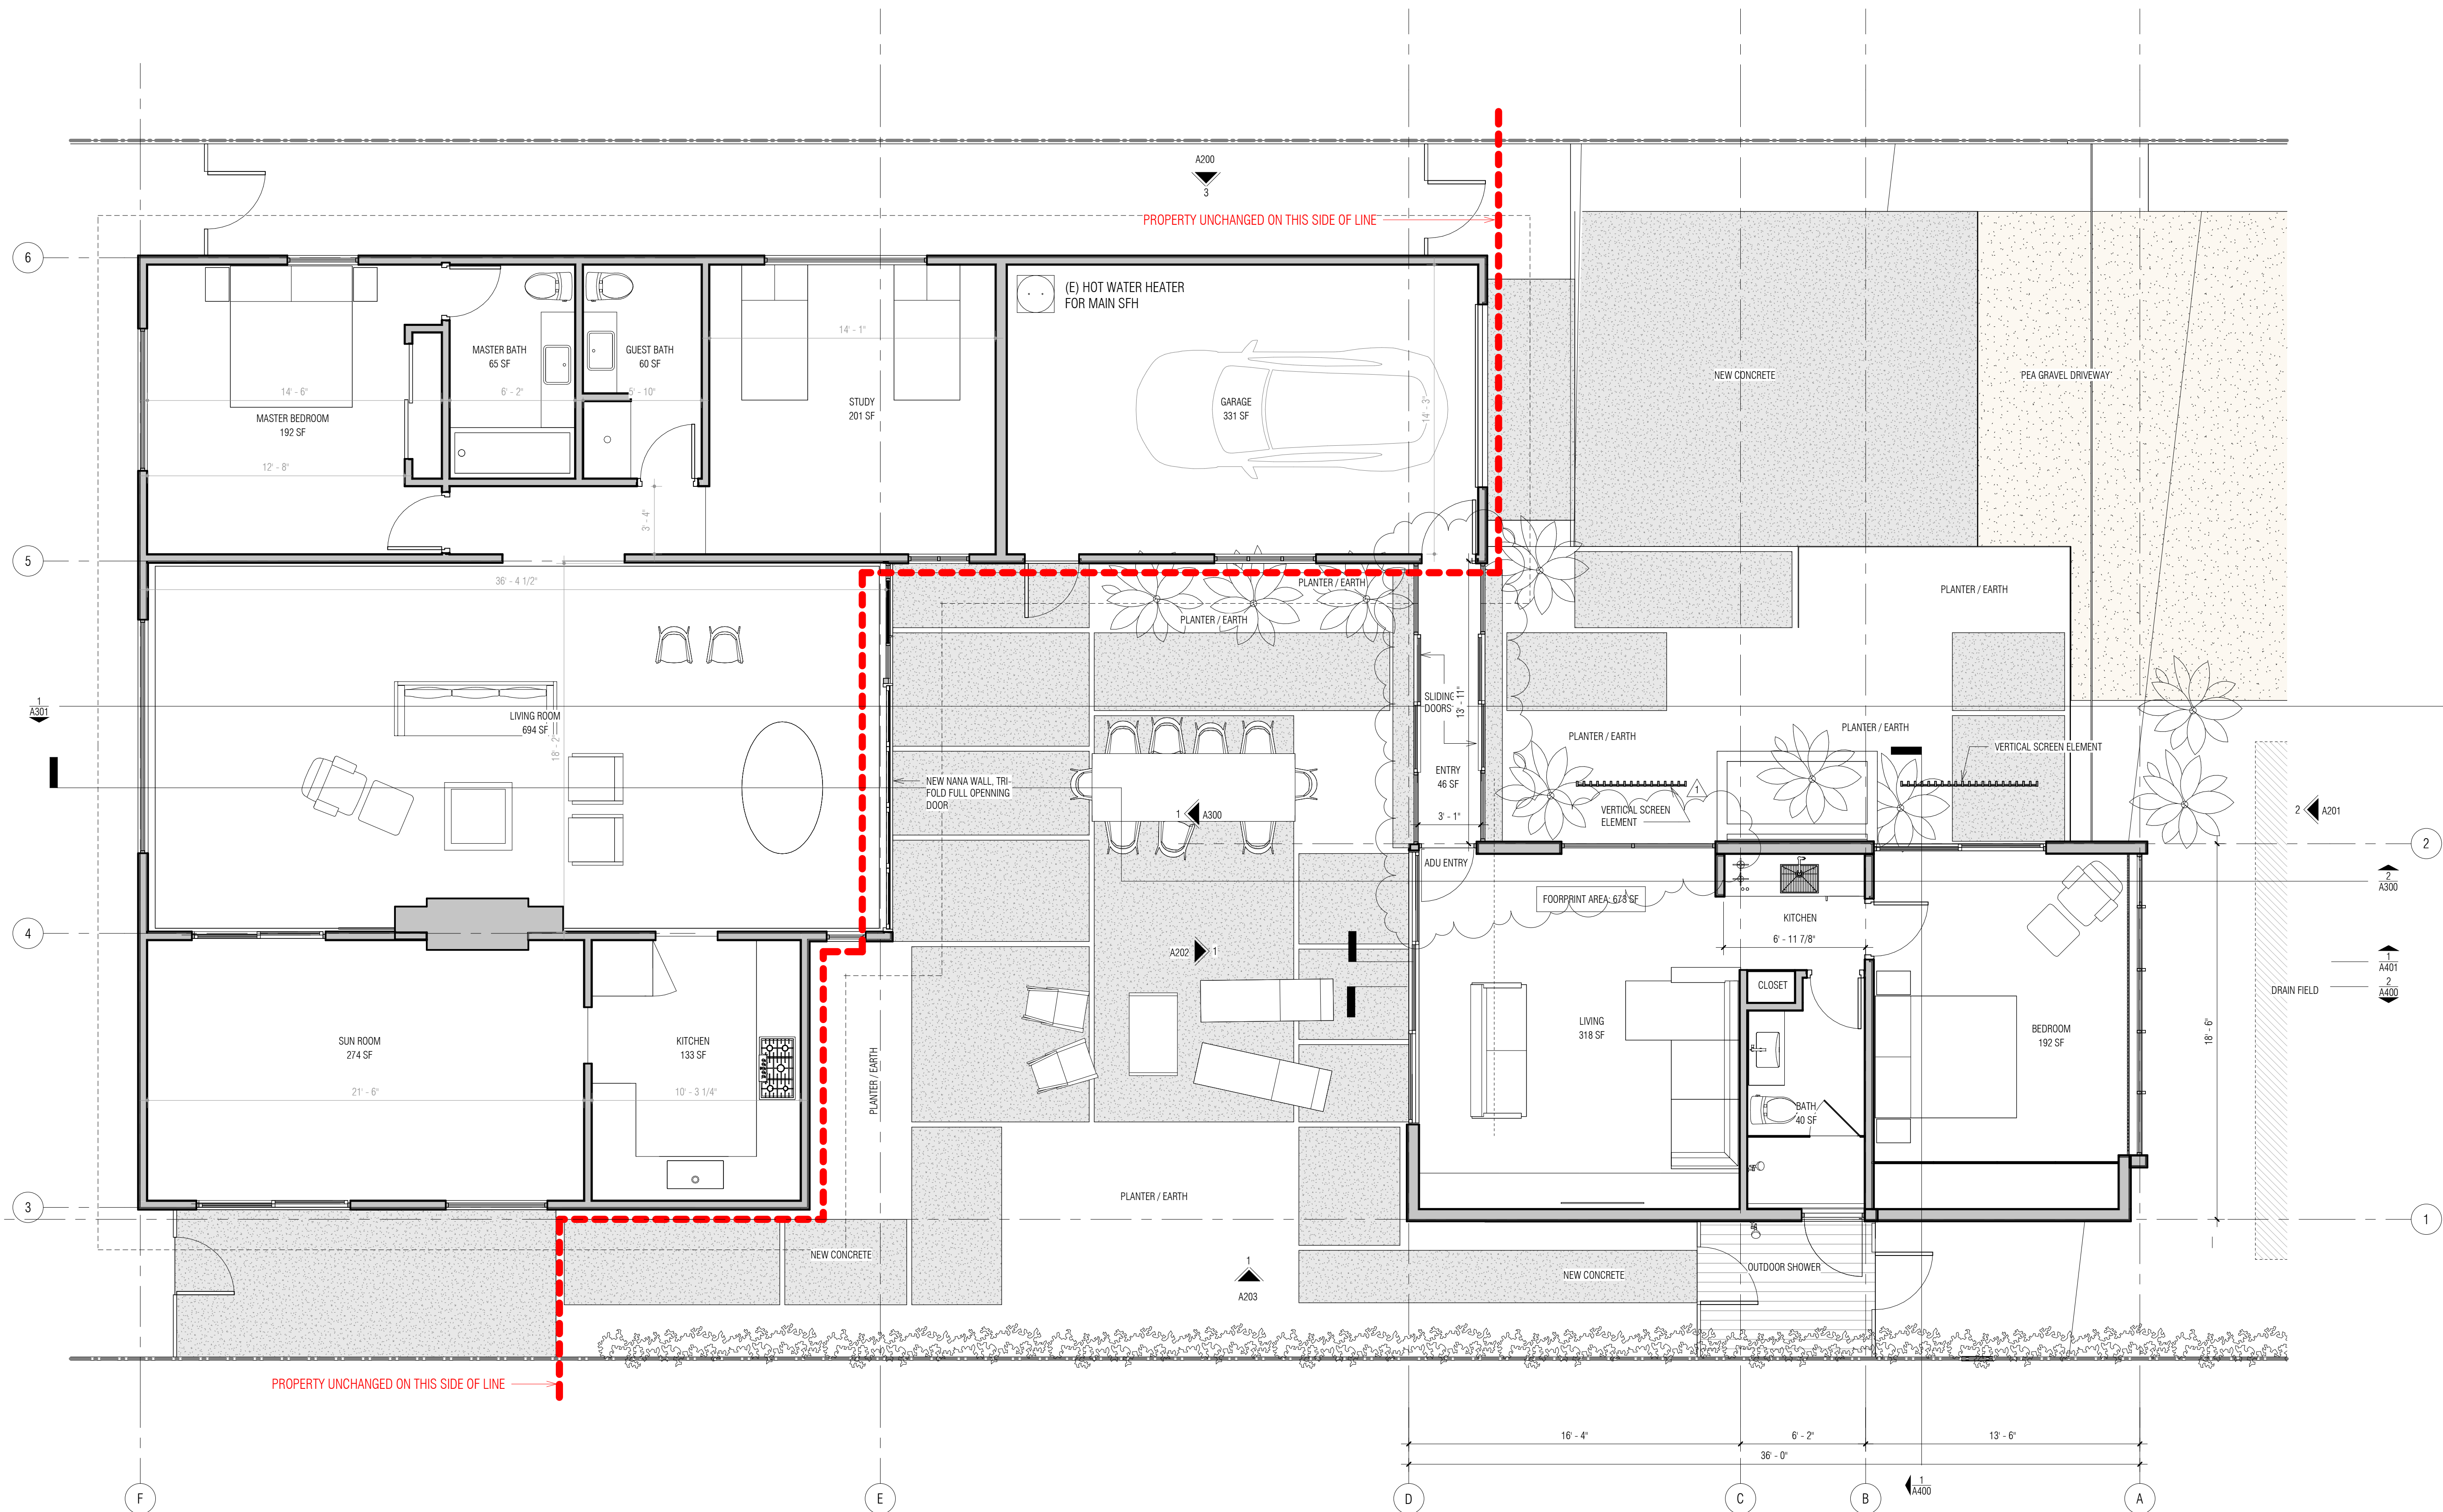 A200
3
PROPERTY UNCHANGED ON THIS SIDE OF LINE
6
(E) HOT WATER HEATER
FOR MAIN SFH
14' - 1"
MASTER BATH
65 SF
GUEST BATH
60 SF
14' - 6"
6' - 2"
5' - 10"
MASTER BEDROOM
192 SF
STUDY
201 SF
GARAGE
331 SF
14' 3"
NEW CONCRETE
PEA GRAVEL DRIVEWAY
12' - 8"
3' - 4"
5
36' - 4 1/2"
PLANTER / EARTH
PLANTER / EARTH
PLANTER / EARTH
1
A301
LIVING ROOM
694 SF
18' - 2"
SLIDING
DOORS
13' - 11"
PLANTER / EARTH
PLANTER / EARTH
VERTICAL SCREEN ELEMENT
NEW NANA WALL, TRI-
FOLD FULL OPENNING
DOOR
ENTRY
46 SF
3' - 1"
1
A300
VERTICAL SCREEN
ELEMENT
1
2
A201
2
ADU ENTRY
FOORPRINT AREA: 673 SF
2
A300
KITCHEN
6' - 11 7/8"
4
A202
1
1
A401
2
A400
CLOSET
DRAIN FIELD
SUN ROOM
274 SF
KITCHEN
133 SF
PLANTER / EARTH
LIVING
318 SF
BEDROOM
192 SF
18' - 6"
21' - 6"
10' - 3 1/4"
BATH
40 SF
PLANTER / EARTH
3
1
NEW CONCRETE
1
A203
NEW CONCRETE
OUTDOOR SHOWER
PROPERTY UNCHANGED ON THIS SIDE OF LINE
16' - 4"
6' - 2"
13' - 6"
36' - 0"
1
A400
F
E
D
C
B
A